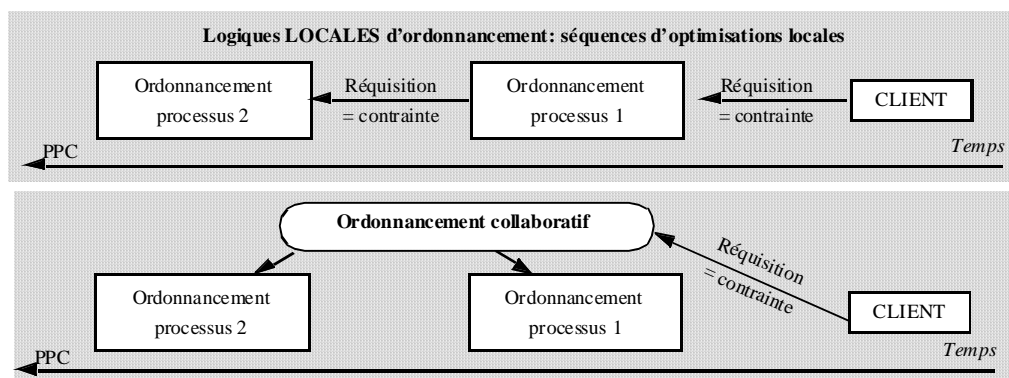 Logiques LOCALES d'ordonnancement: séquences d'optimisations locales
Ordonnancement
processus 2
Réquisition
= contrainte
Ordonnancement
processus 1
Réquisition
= contrainte
CLIENT
PPC
Temps
Ordonnancement collaboratif
Réquisition
= contrainte
Ordonnancement
processus 2
Ordonnancement
processus 1
CLIENT
PPC
Temps